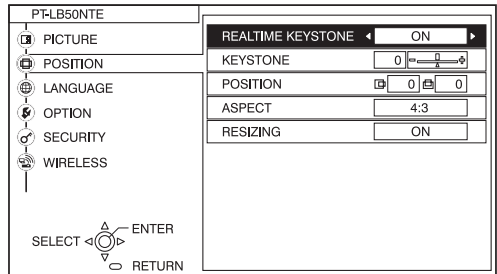 PT-LB50NTE
PICTURE
POSITION
LANGUAGE
OPTION
SECURITY
WIRELESS
SELECT
ENTER
RETURN
REALTIME KEYSTONE ON
KEYSTONE 0
POSITION 0 0
ASPECT 4:3
RESIZING ON